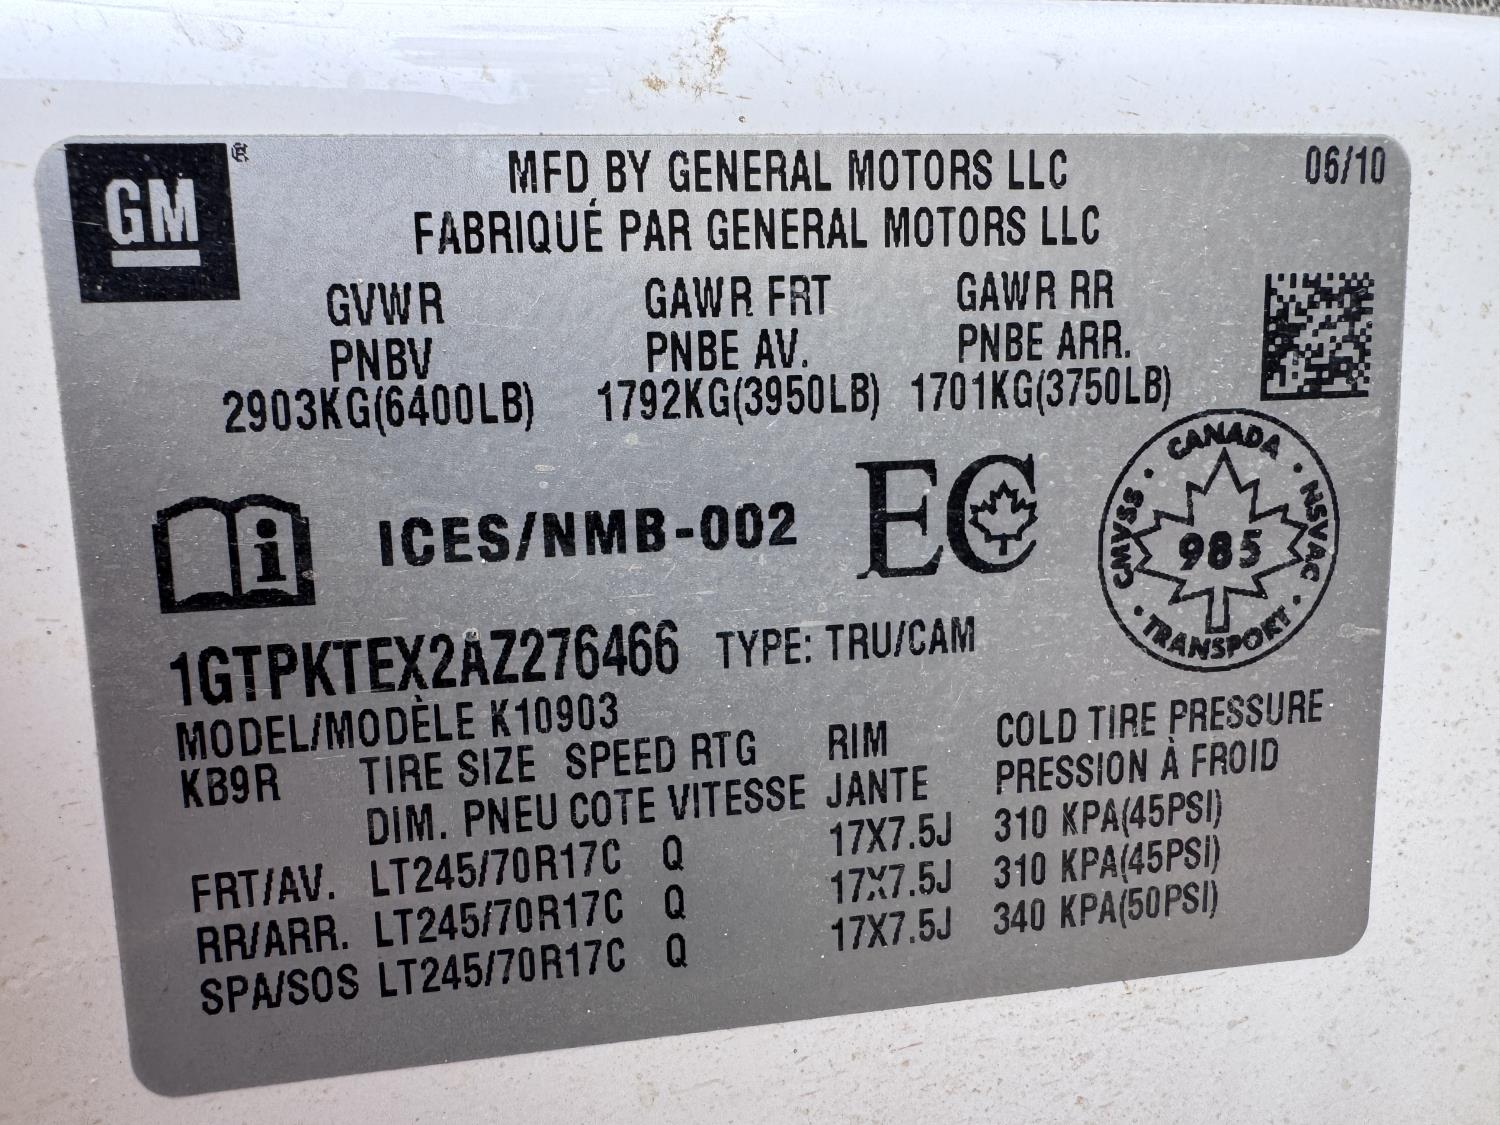 GM
MFD BY GENERAL MOTORS LLC 06/10
FABRIQUÉ PAR GENERAL MOTORS LLC
GVWR GAWR FRT GAWR RR
PNBV PNBE AV. PNBE ARR.
2903KG(6400LB) 1792KG(3950LB) 1701KG(3750LB)
i ICES/NMB-002 EC
CANADA
CMVSS 985 NSVAC
TRANSPORT
1GTPKTEX2AZ276466 TYPE: TRU/CAM
MODEL/MODÈLE K10903
KB9R TIRE SIZE SPEED RTG RIM COLD TIRE PRESSURE
DIM. PNEU COTE VITESSE JANTE PRESSION À FROID
FRT/AV. LT245/70R17C Q 17X7.5J 310 KPA(45PSI)
RR/ARR. LT245/70R17C Q 17X7.5J 310 KPA(45PSI)
SPA/SOS LT245/70R17C Q 17X7.5J 340 KPA(50PSI)